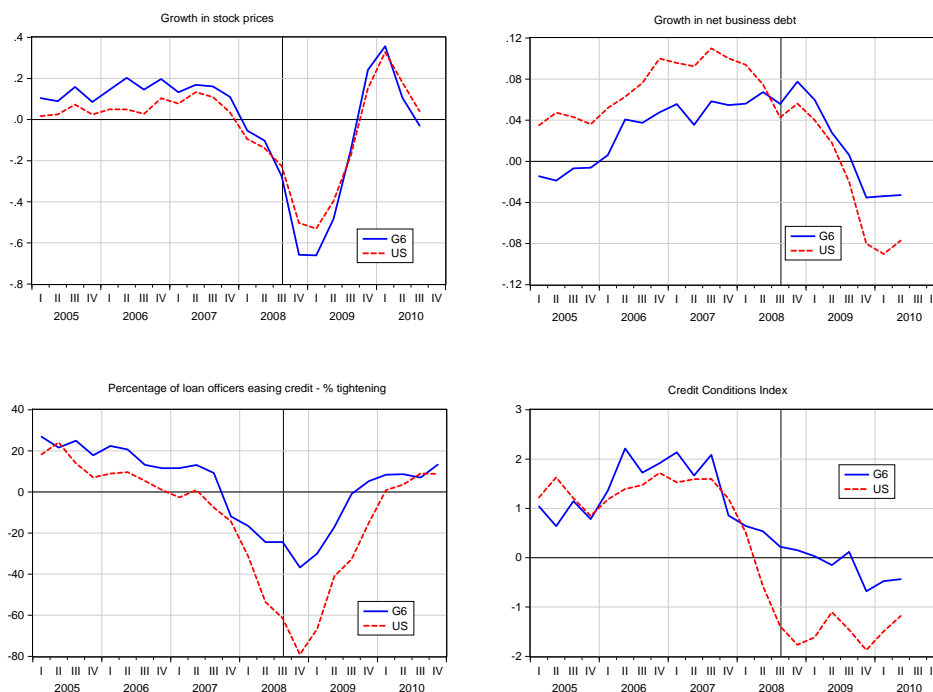 Growth in stock prices
.4
.2
.0
-.2
-.4
-.6
-.8
G6
US
I II III IV I II III IV I II III IV I II III IV I II III IV I II III IV
2005 2006 2007 2008 2009 2010
Growth in net business debt
.12
.08
.04
.00
-.04
-.08
-.12
G6
US
I II III IV I II III IV I II III IV I II III IV I II III IV I II III I
2005 2006 2007 2008 2009 2010
Percentage of loan officers easing credit - % tightening
40
20
0
-20
-40
-60
-80
G6
US
I II III IV I II III IV I II III IV I II III IV I II III IV I II III IV
2005 2006 2007 2008 2009 2010
Credit Conditions Index
3
2
1
0
-1
-2
G6
US
I II III IV I II III IV I II III IV I II III IV I II III IV I II III I
2005 2006 2007 2008 2009 2010